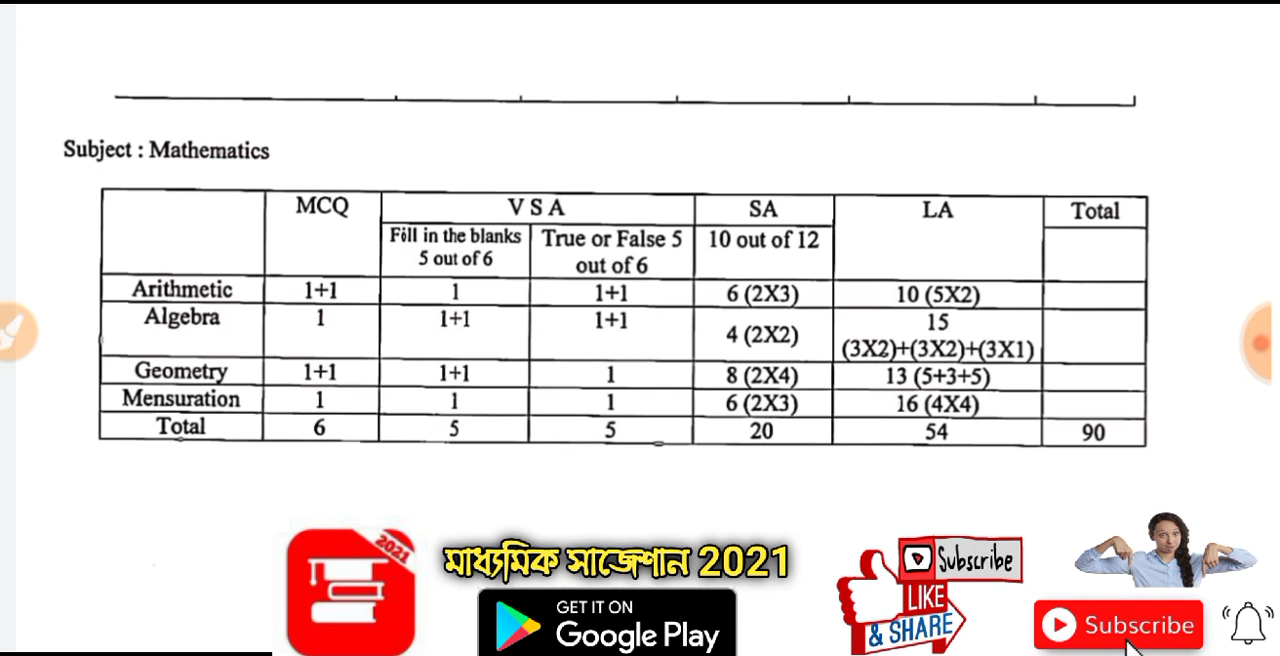 Subject : Mathematics
MCQ V S A SA LA Total
Fill in the blanks 5 out of 6 True or False 5 out of 6 10 out of 12
Arithmetic 1+1 1 1+1 6 (2X3) 10 (5X2)
Algebra 1 1+1 1+1 4 (2X2) 15 (3X2)+(3X2)+(3X1)
Geometry 1+1 1+1 1 8 (2X4) 13 (5+3+5)
Mensuration 1 1 1 6 (2X3) 16 (4X4)
Total 6 5 5 20 54 90
2021
মাধ্যমিক সাজেশান 2021
GET IT ON
Google Play
Subscribe
LIKE
& SHARE
Subscribe